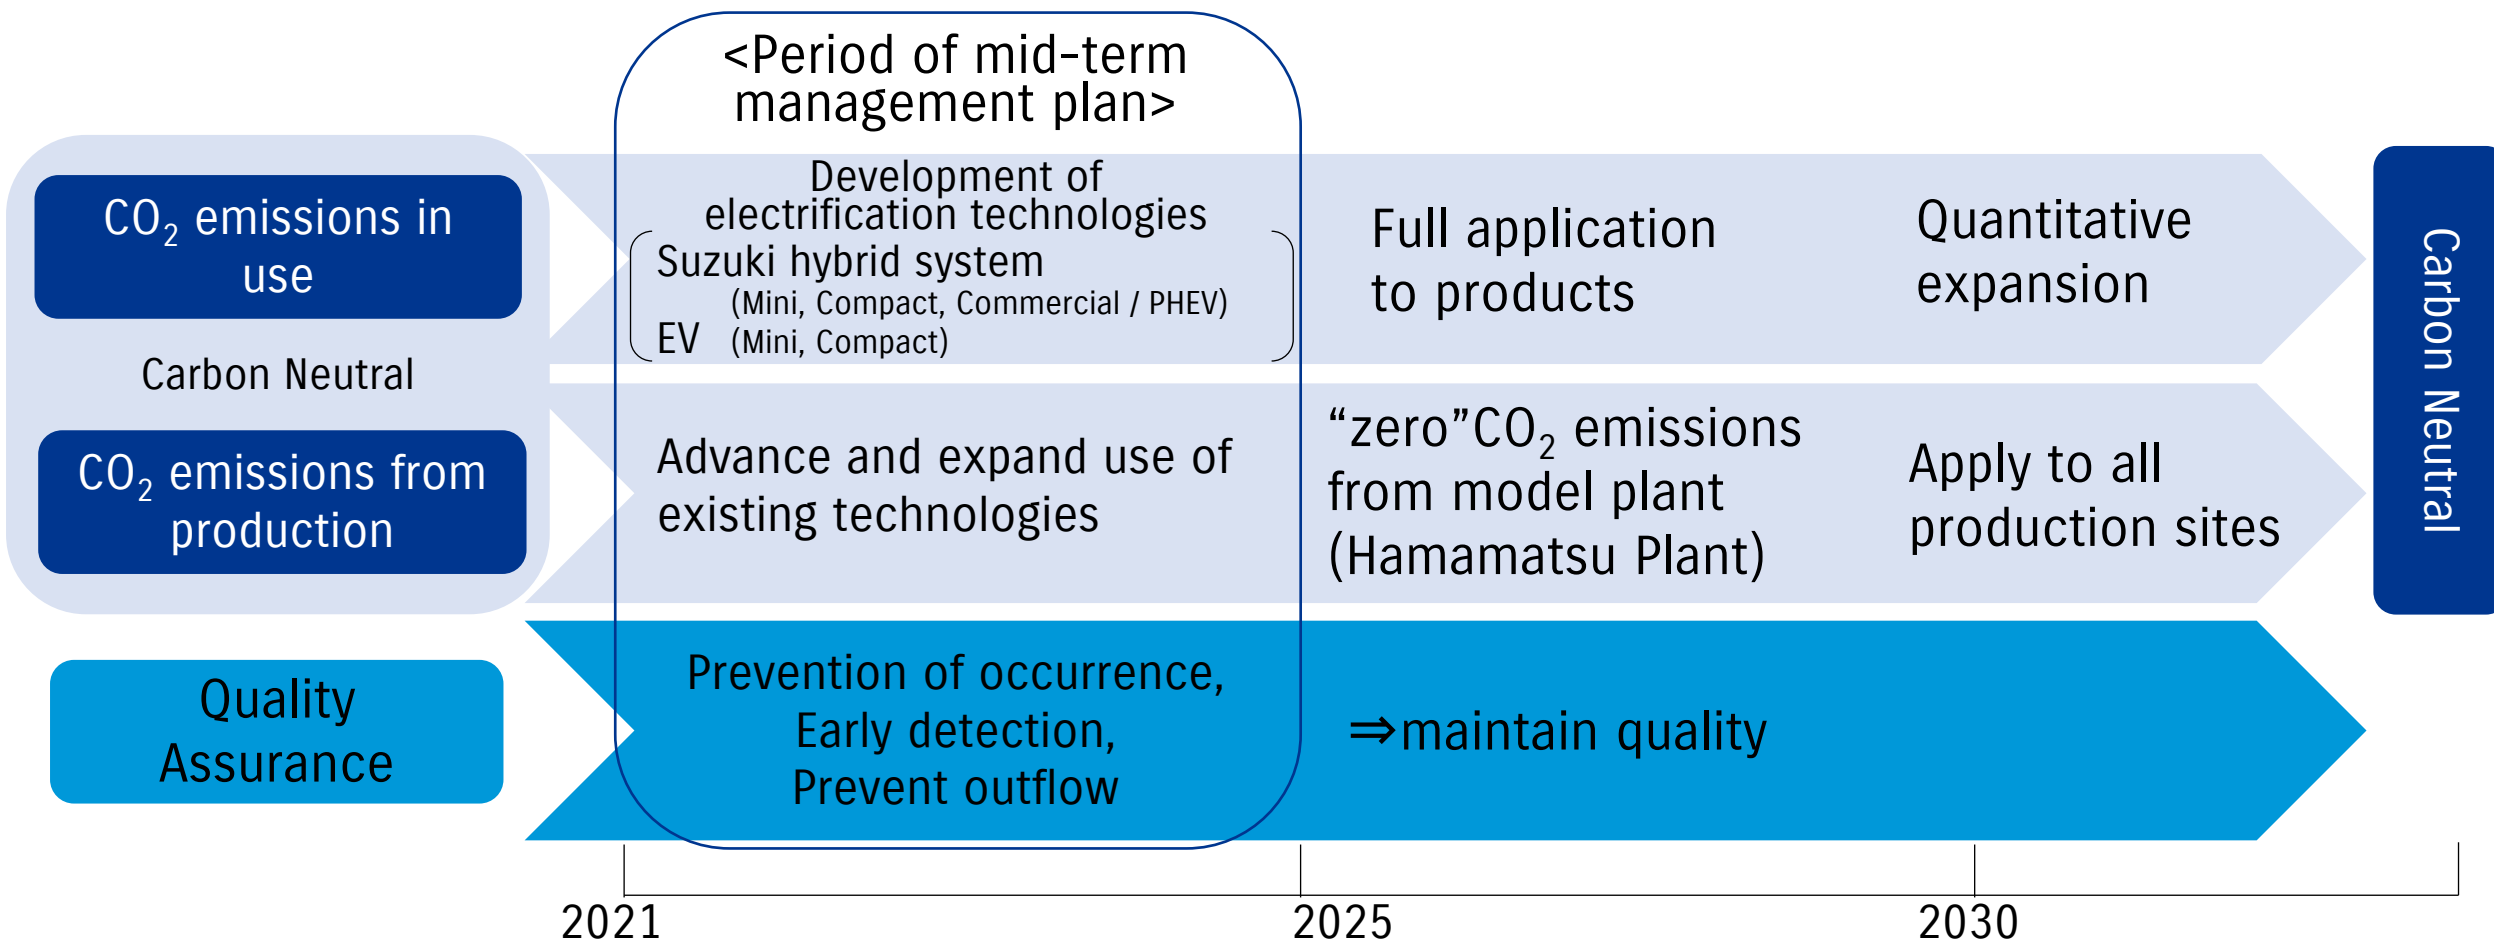 <Period of mid-term
management plan>
CO₂ emissions in
use
Carbon Neutral
CO₂ emissions from
production
Quality
Assurance
Development of
electrification technologies
Suzuki hybrid system
(Mini, Compact, Commercial / PHEV)
EV (Mini, Compact)
Full application
to products
Quantitative
expansion
Advance and expand use of
existing technologies
“zero”CO₂ emissions
from model plant
(Hamamatsu Plant)
Apply to all
production sites
Prevention of occurrence,
Early detection,
Prevent outflow
⇒maintain quality
Carbon Neutral
2021
2025
2030